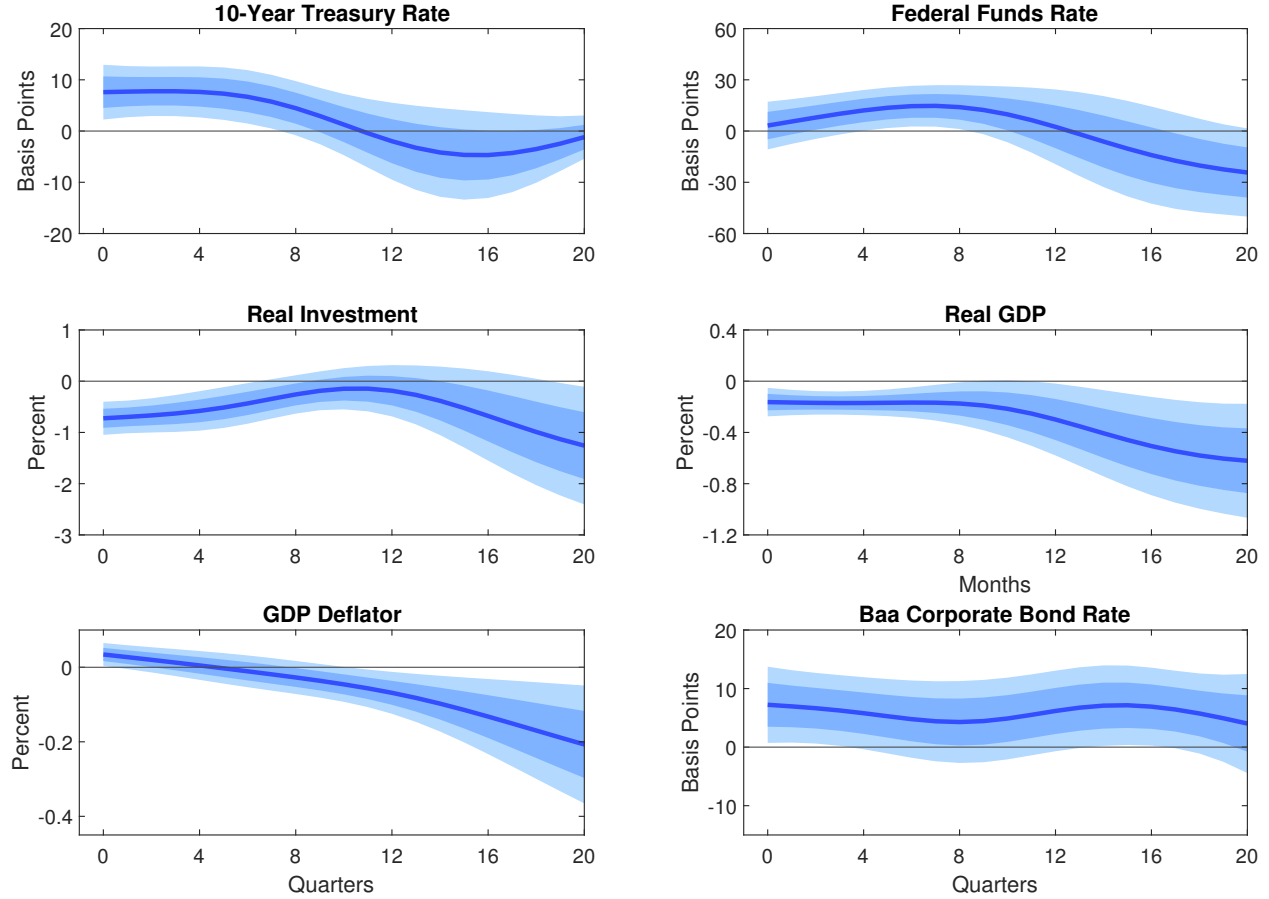 10-Year Treasury Rate
20
10
0
-10
-20
Basis Points
0 4 8 12 16 20
Federal Funds Rate
60
30
0
-30
-60
Basis Points
0 4 8 12 16 20
Real Investment
1
0
-1
-2
-3
Percent
0 4 8 12 16 20
Real GDP
0.4
0
-0.4
-0.8
-1.2
Percent
0 4 8 12 16 20
Months
GDP Deflator
0
-0.2
-0.4
Percent
0 4 8 12 16 20
Quarters
Baa Corporate Bond Rate
20
10
0
-10
Basis Points
0 4 8 12 16 20
Quarters